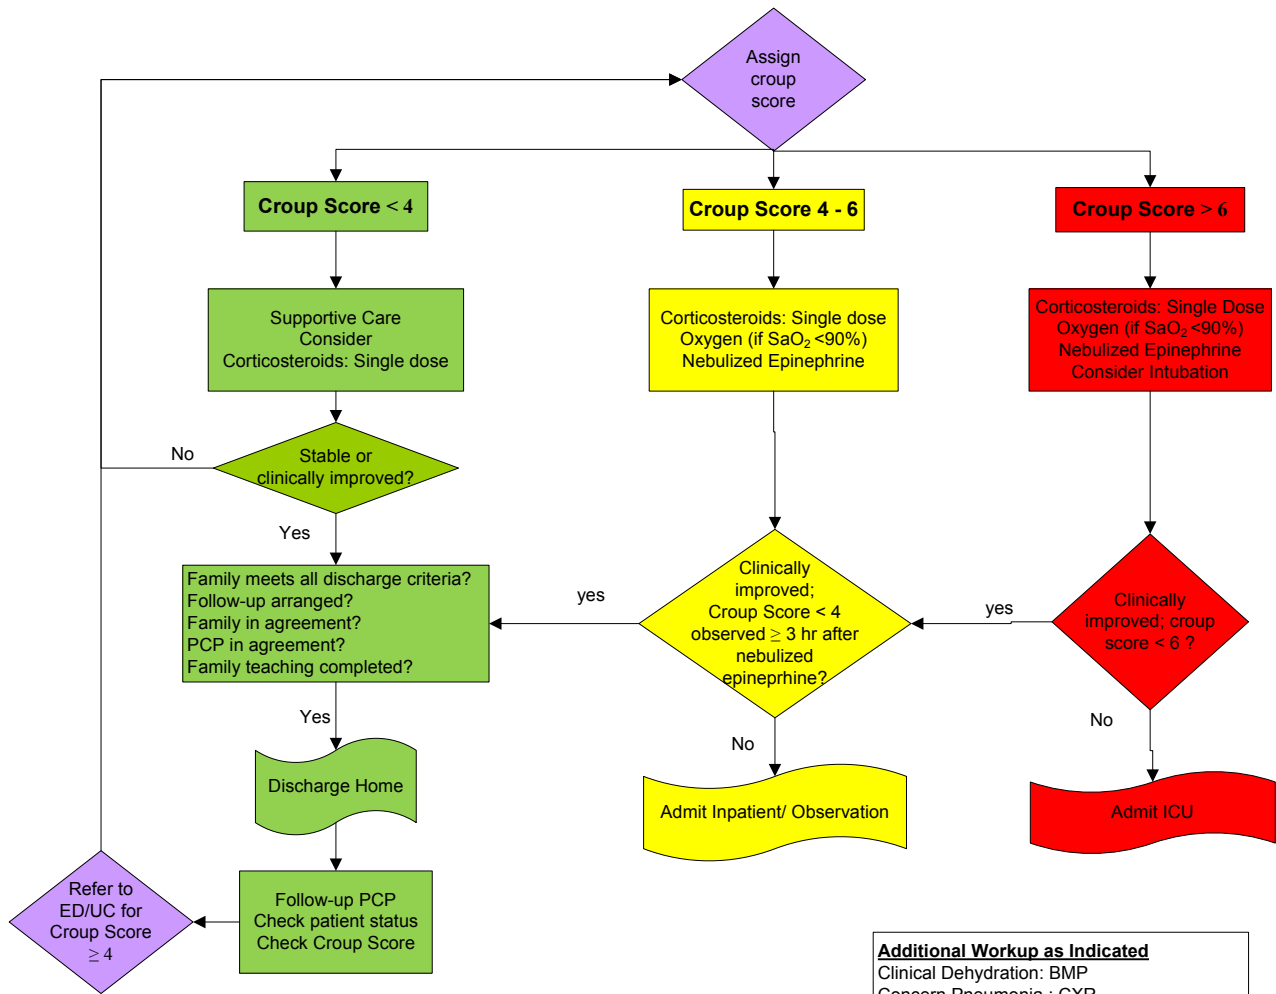 Assign
croup
score
Croup Score < 4
Croup Score 4 - 6
Croup Score > 6
Supportive Care
Consider
Corticosteroids: Single dose
Corticosteroids: Single dose
Oxygen (if SaO₂ <90%)
Nebulized Epinephrine
Corticosteroids: Single Dose
Oxygen (if SaO₂ <90%)
Nebulized Epinephrine
Consider Intubation
No
Stable or
clinically improved?
Yes
Family meets all discharge criteria?
Follow-up arranged?
Family in agreement?
PCP in agreement?
Family teaching completed?
yes
Clinically
improved;
Croup Score < 4
observed ≥ 3 hr after
nebulized
epineprhine?
yes
Clinically
improved; croup
score < 6 ?
Yes
No
No
Discharge Home
Admit Inpatient/ Observation
Admit ICU
Refer to
ED/UC for
Croup Score
≥ 4
Follow-up PCP
Check patient status
Check Croup Score
Additional Workup as Indicated
Clinical Dehydration: BMP
Concern Pneumonia : CXR